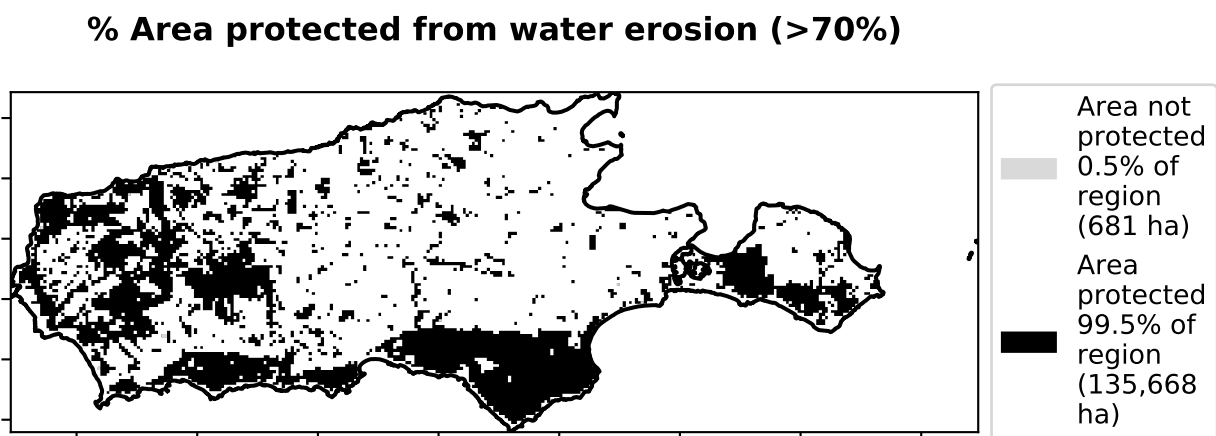 % Area protected from water erosion (>70%)
Area not
protected
0.5% of
region
(681 ha)
Area
protected
99.5% of
region
(135,668
ha)